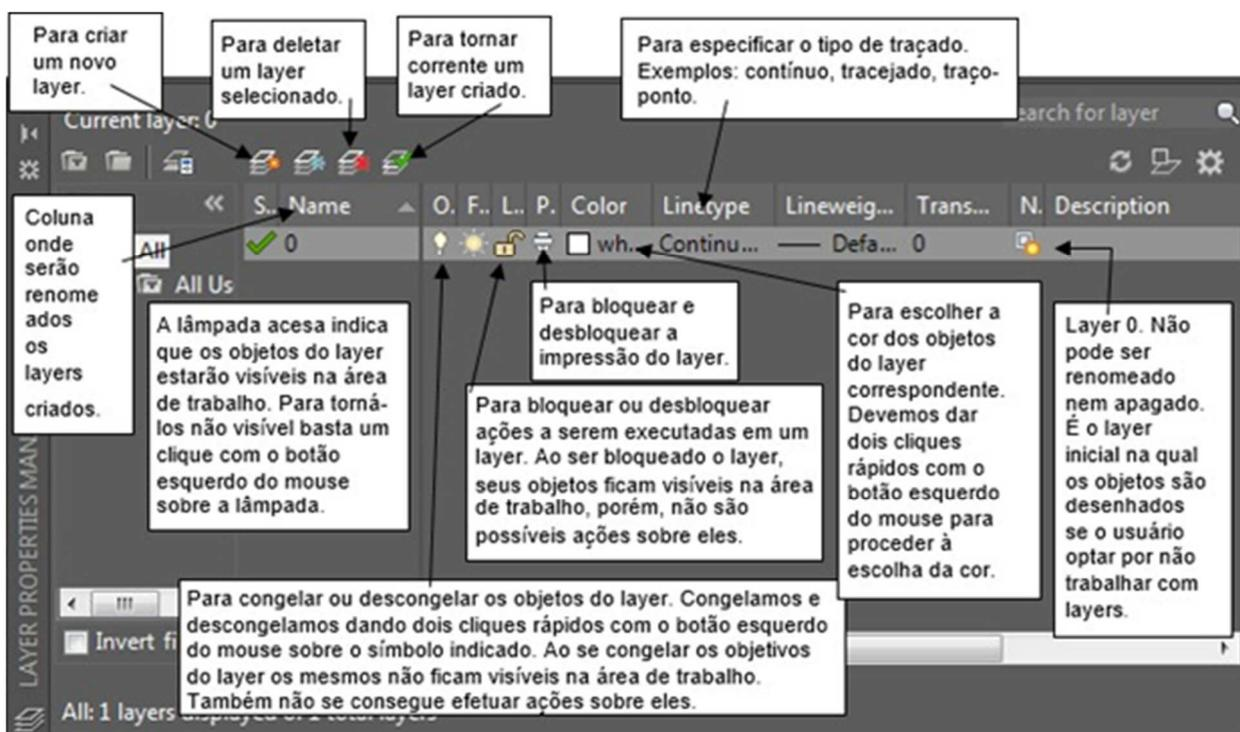 Para criar
um novo
layer.
Para deletar
um layer
selecionado.
Para tornar
corrente um
layer criado.
Para especificar o tipo de traçado.
Exemplos: contínuo, tracejado, traço-
ponto.
Current layer: 0
earch for layer
S.. Name O. F.. L.. P. Color Linetype Lineweig... Trans... N. Description
0 wh... Continu... Defa... 0
All
All Us
Coluna
onde
serão
renome
ados
os
layers
criados.
A lâmpada acesa indica
que os objetos do layer
estarão visíveis na área
de trabalho. Para torná-
los não visível basta um
clique com o botão
esquerdo do mouse
sobre a lâmpada.
Para bloquear e
desbloquear a
impressão do layer.
Para bloquear ou desbloquear
ações a serem executadas em um
layer. Ao ser bloqueado o layer,
seus objetos ficam visíveis na área
de trabalho, porém, não são
possíveis ações sobre eles.
Para escolher a
cor dos objetos
do layer
correspondente.
Devemos dar
dois cliques
rápidos com o
botão esquerdo
do mouse para
proceder à
escolha da cor.
Layer 0. Não
pode ser
renomeado
nem apagado.
É o layer
inicial na qual
os objetos são
desenhados
se o usuário
optar por não
trabalhar com
layers.
Para congelar ou descongelar os objetos do layer. Congelamos e
descongelamos dando dois cliques rápidos com o botão esquerdo
do mouse sobre o símbolo indicado. Ao se congelar os objetivos
do layer os mesmos não ficam visíveis na área de trabalho.
Também não se consegue efetuar ações sobre eles.
Invert fi
All: 1 layers displayed of 1 total layers
LAYER PROPERTIES MAN